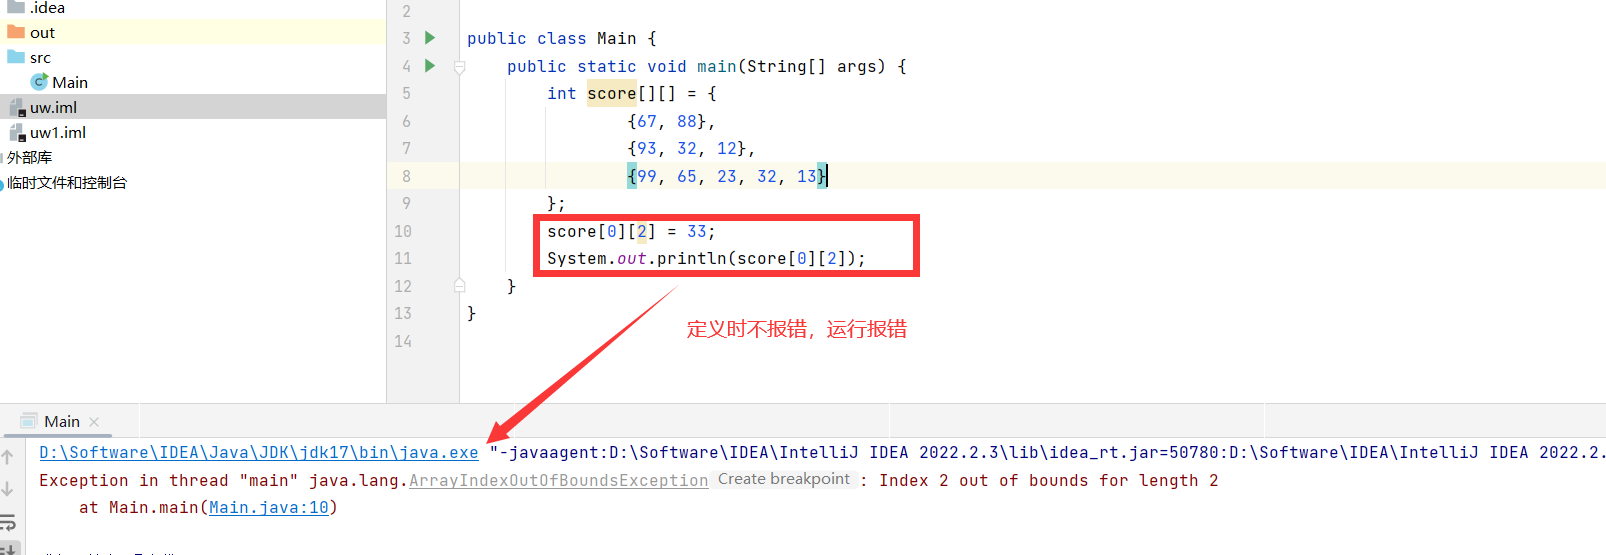 .idea
out
src
Main
uw.iml
uw1.iml
外部库
临时文件和控制台
2
3 public class Main {
4 public static void main(String[] args) {
5 int score[][] = {
6 {67, 88},
7 {93, 32, 12},
8 {99, 65, 23, 32, 13}
9 };
10 score[0][2] = 33;
11 System.out.println(score[0][2]);
12 }
13 }
14
定义时不报错，运行报错
Main
D:\Software\IDEA\Java\JDK\jdk17\bin\java.exe "-javaagent:D:\Software\IDEA\IntelliJ IDEA 2022.2.3\lib\idea_rt.jar=50780:D:\Software\IDEA\IntelliJ IDEA 2022.2.
Exception in thread "main" java.lang.ArrayIndexOutOfBoundsException Create breakpoint : Index 2 out of bounds for length 2
at Main.main(Main.java:10)